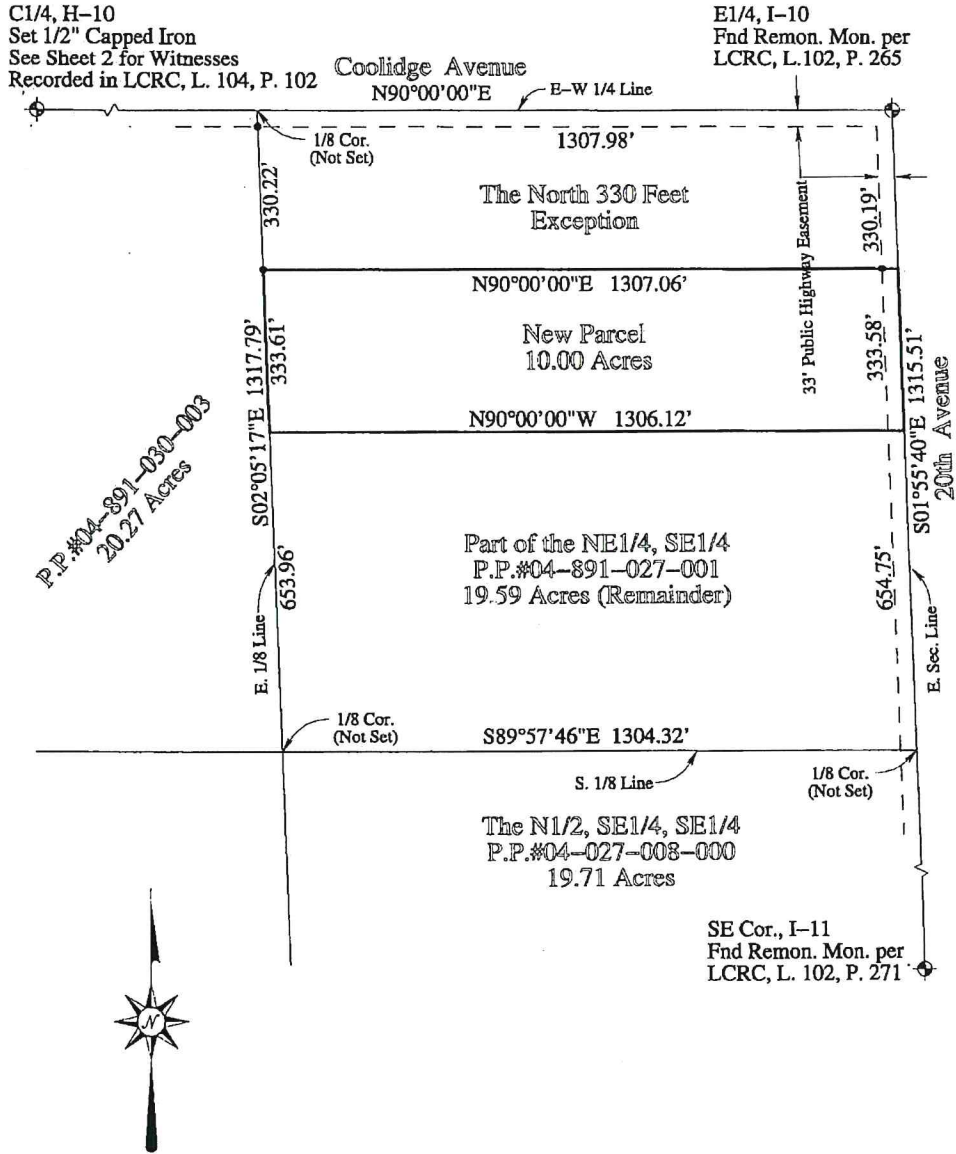 C1/4, H–10
Set 1/2" Capped Iron
See Sheet 2 for Witnesses
Recorded in LCRC, L. 104, P. 102
E1/4, I–10
Fnd Remon. Mon. per
LCRC, L.102, P. 265
Coolidge Avenue
N90°00'00"E
E–W 1/4 Line
1/8 Cor.
(Not Set)
1307.98'
330.22'
The North 330 Feet
Exception
330.19'
33' Public Highway Easement
N90°00'00"E 1307.06'
New Parcel
10.00 Acres
S02°05'17"E 1317.79'
333.61'
333.58'
S01°55'40"E 1315.51'
20th Avenue
N90°00'00"W 1306.12'
P.P.#04–891–030–003
20.27 Acres
Part of the NE1/4, SE1/4
P.P.#04–891–027–001
19.59 Acres (Remainder)
E. 1/8 Line
653.96'
654.75'
E. Sec. Line
1/8 Cor.
(Not Set)
S89°57'46"E 1304.32'
S. 1/8 Line
1/8 Cor.
(Not Set)
The N1/2, SE1/4, SE1/4
P.P.#04–027–008–000
19.71 Acres
SE Cor., I–11
Fnd Remon. Mon. per
LCRC, L. 102, P. 271
N